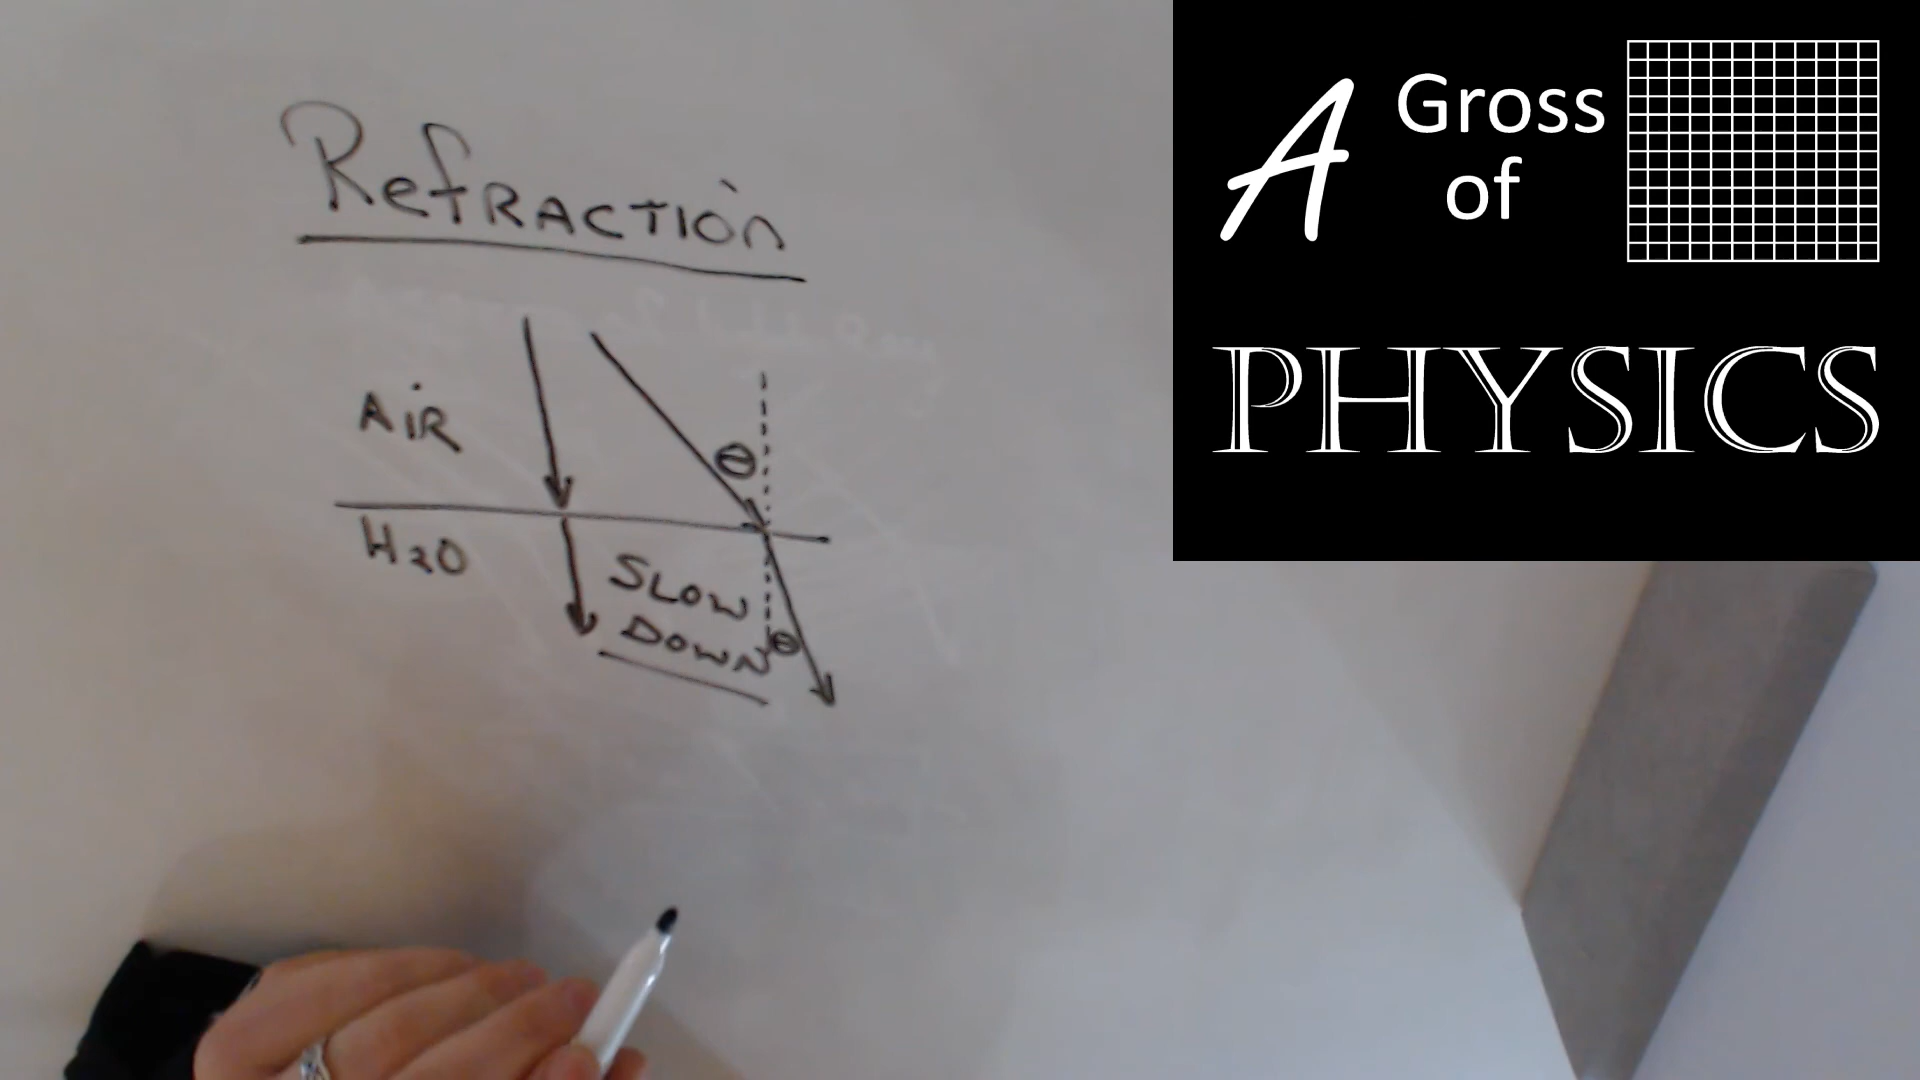 RefRACTION
AiR
θ
H2O
SLOW
DOWN
θ
A Gross
of
PHYSICS